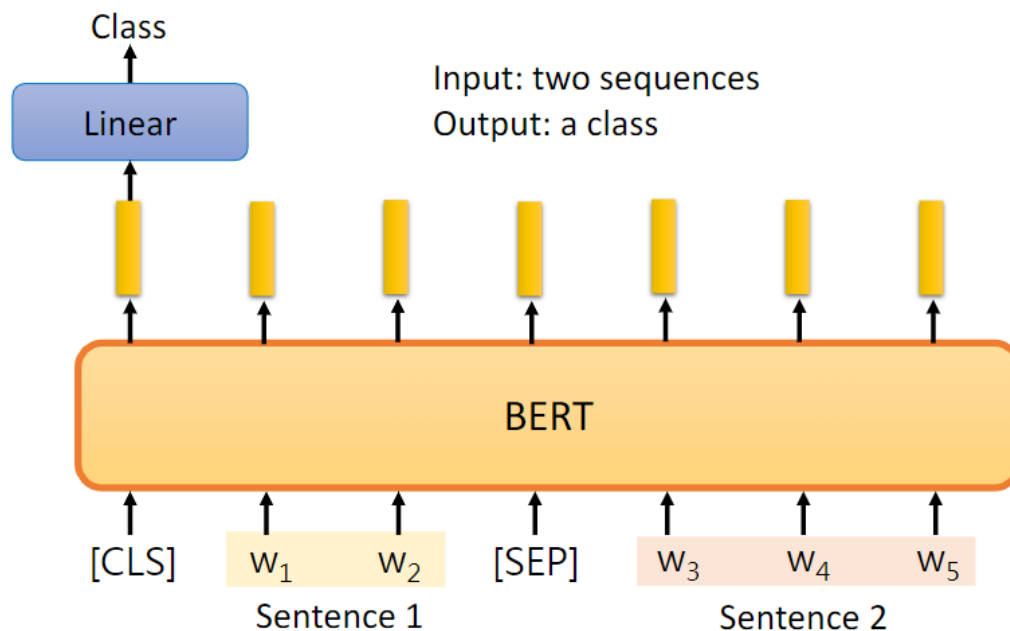 Class
Linear
Input: two sequences
Output: a class
BERT
[CLS] w1 w2 [SEP] w3 w4 w5
Sentence 1 Sentence 2